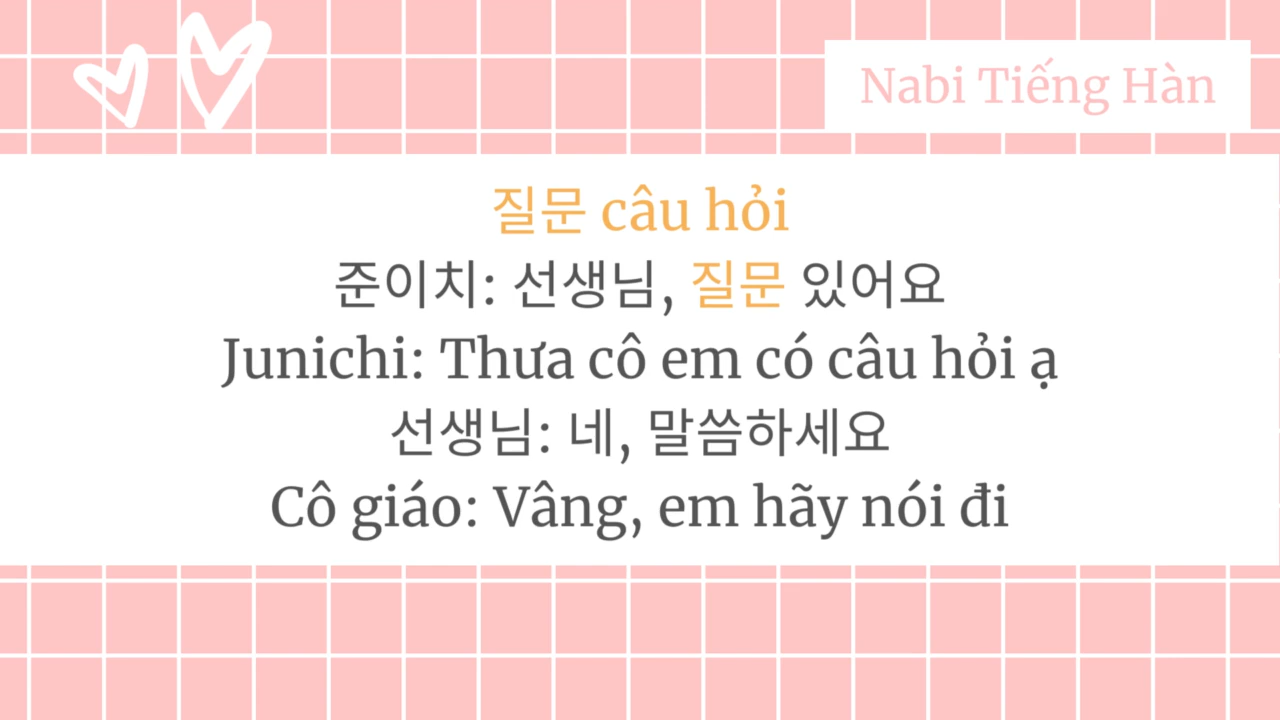 Nabi Tiếng Hàn
질문 câu hỏi
준이치: 선생님, 질문 있어요
Junichi: Thưa cô em có câu hỏi ạ
선생님: 네, 말씀하세요
Cô giáo: Vâng, em hãy nói đi